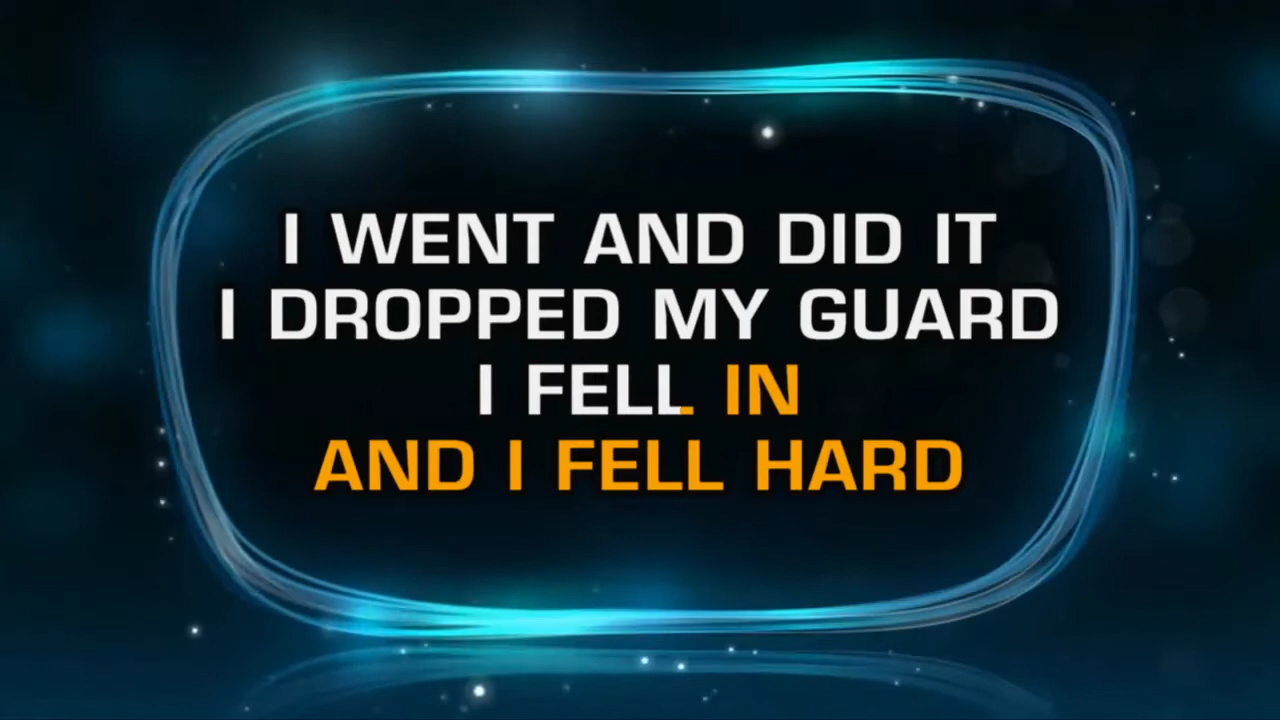 I WENT AND DID IT
I DROPPED MY GUARD
I FELL IN
AND I FELL HARD